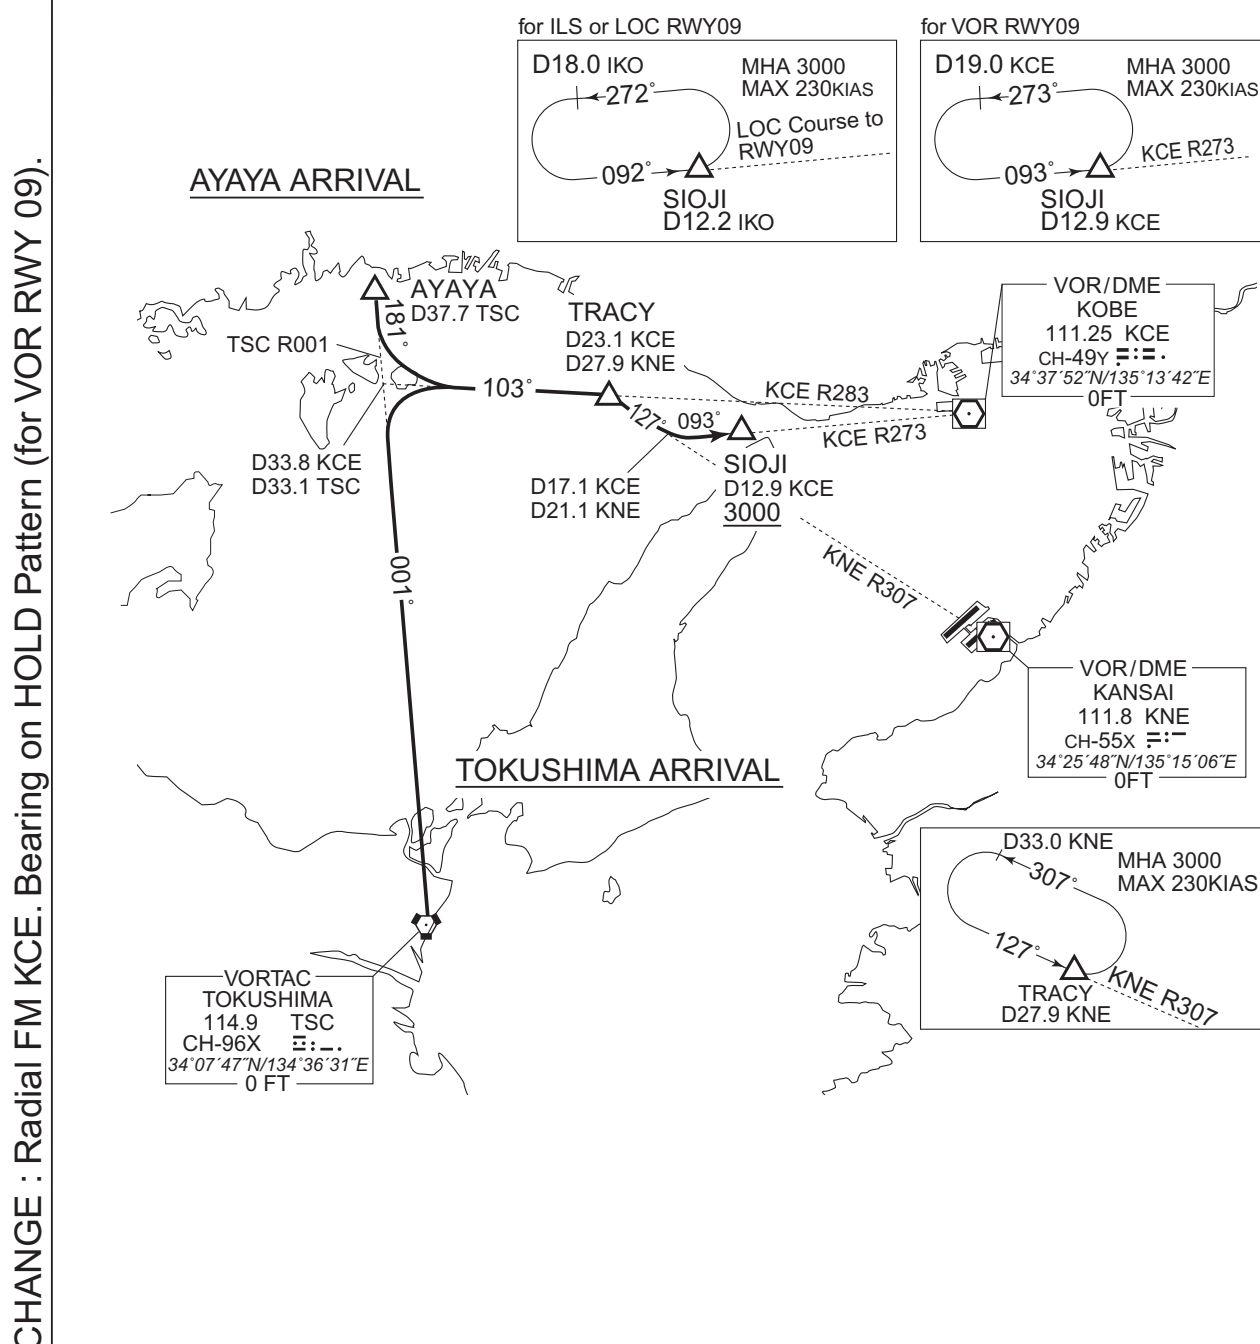 CHANGE : Radial FM KCE. Bearing on HOLD Pattern (for VOR RWY 09).
for ILS or LOC RWY09
D18.0 IKO
MHA 3000
MAX 230KIAS
272°
LOC Course to
RWY09
092°
SIOJI
D12.2 IKO
for VOR RWY09
D19.0 KCE
MHA 3000
MAX 230KIAS
273°
KCE R273
093°
SIOJI
D12.9 KCE
AYAYA ARRIVAL
AYAYA
D37.7 TSC
181°
TSC R001
TRACY
D23.1 KCE
D27.9 KNE
103°
KCE R283
127°
093°
KCE R273
VOR/DME
KOBE
111.25 KCE
CH-49Y
34°37´52˝N/135°13´42˝E
0FT
D33.8 KCE
D33.1 TSC
D17.1 KCE
D21.1 KNE
SIOJI
D12.9 KCE
3000
001°
KNE R307
VOR/DME
KANSAI
111.8 KNE
CH-55X
34°25´48˝N/135°15´06˝E
0FT
TOKUSHIMA ARRIVAL
D33.0 KNE
MHA 3000
MAX 230KIAS
307°
127°
TRACY
D27.9 KNE
KNE R307
VORTAC
TOKUSHIMA
114.9 TSC
CH-96X
34°07´47˝N/134°36´31˝E
0 FT